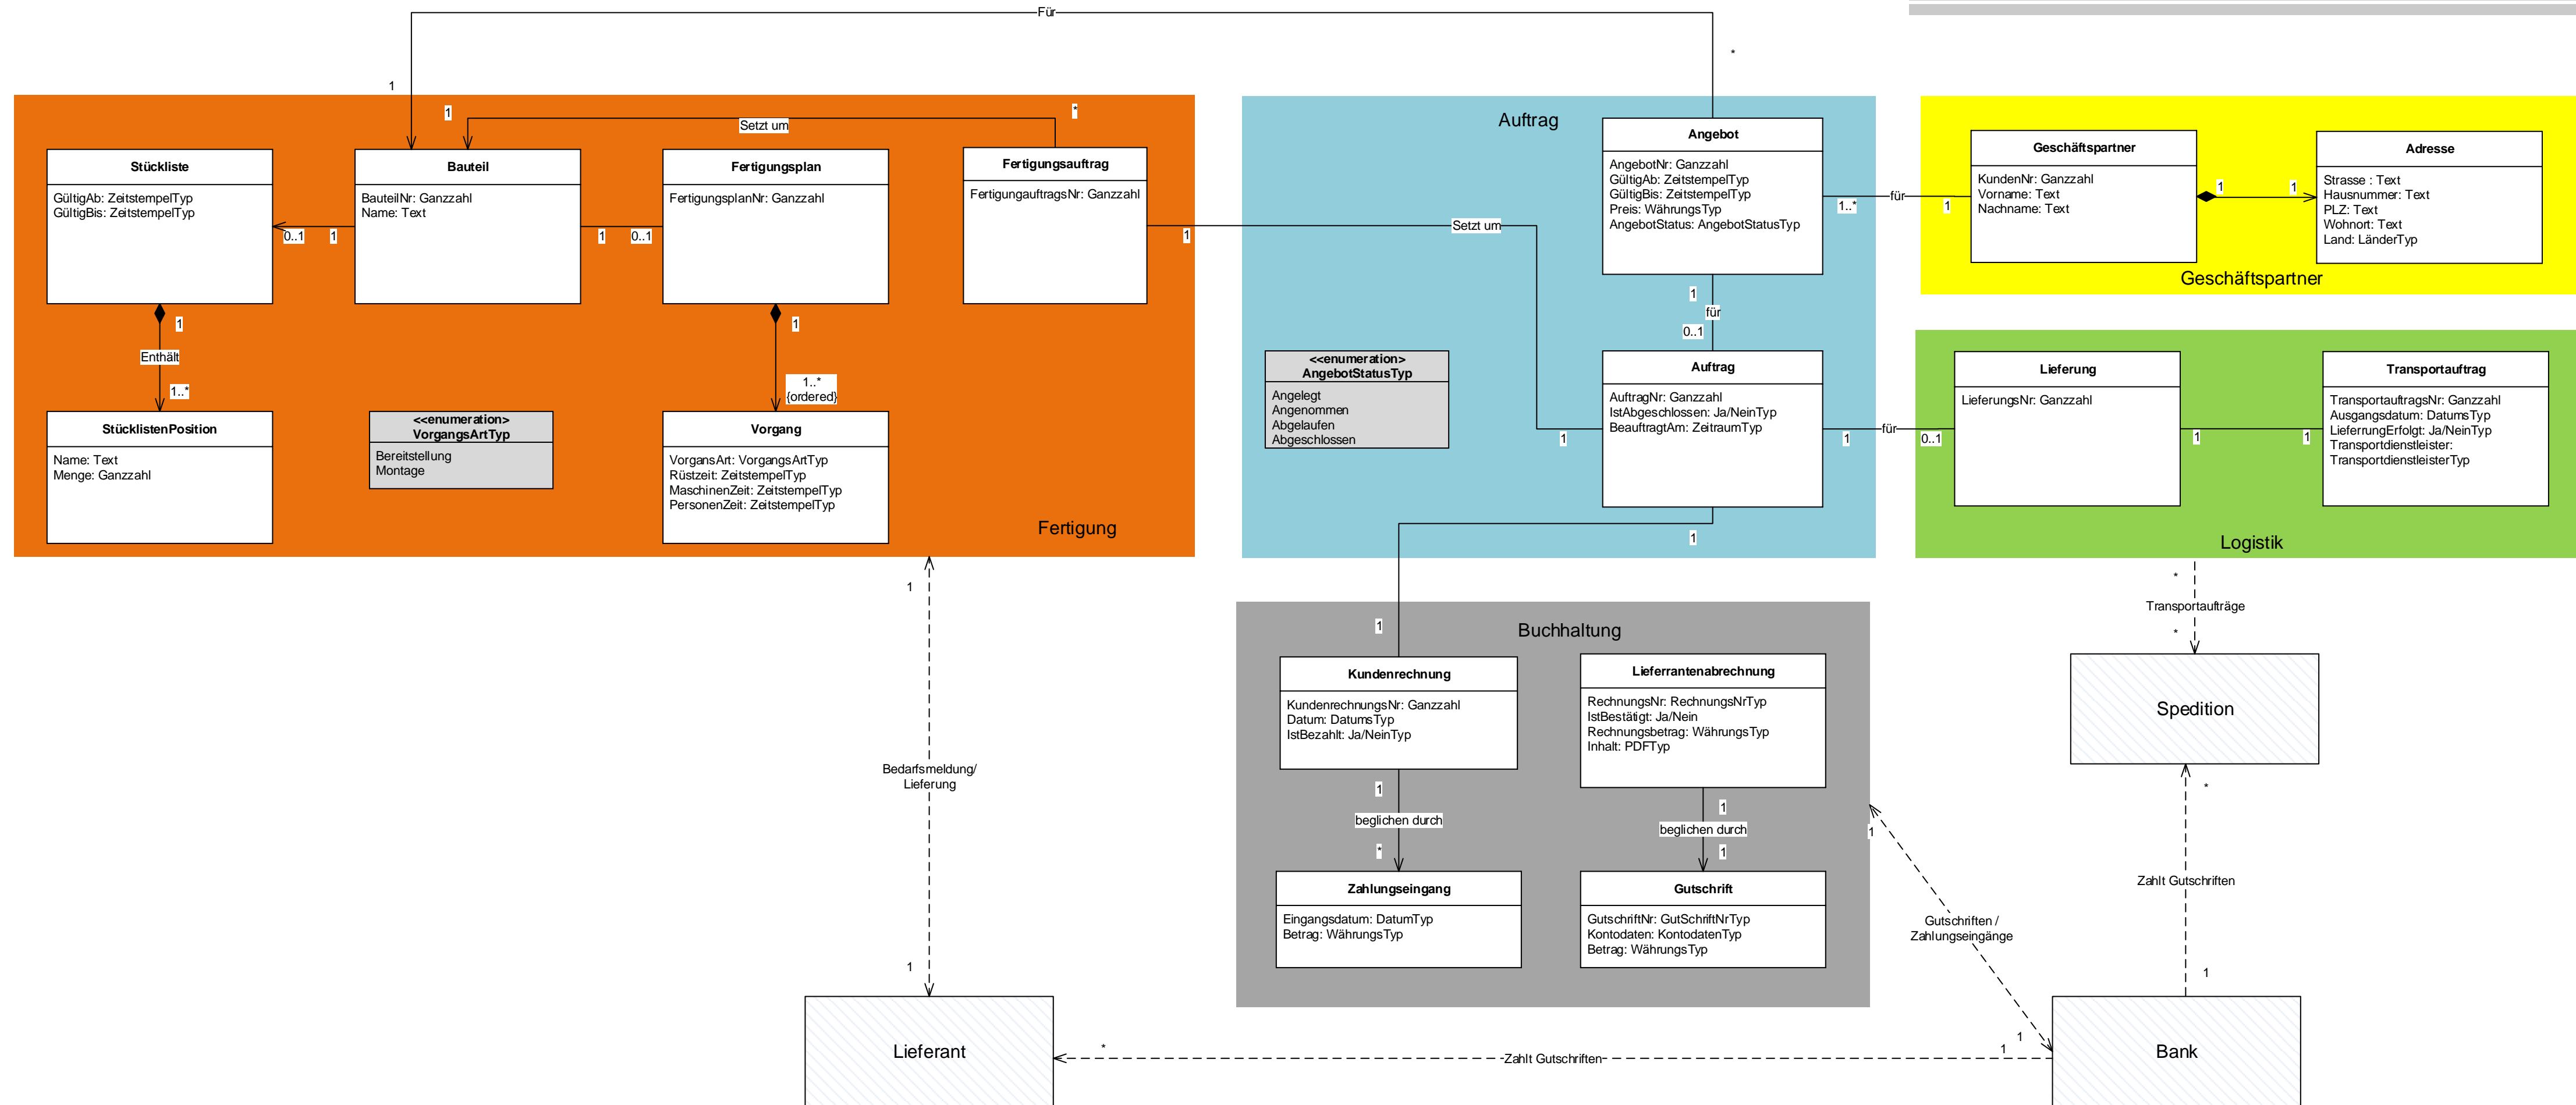 Für
*
1
1
Setzt um
*
Stückliste
GültigAb: ZeitstempelTyp
GültigBis: ZeitstempelTyp
0..1
1
Bauteil
BauteilNr: Ganzzahl
Name: Text
1
0..1
Fertigungsplan
FertigungsplanNr: Ganzzahl
Fertigungsauftrag
FertigungauftragsNr: Ganzzahl
1
Enthält
1..*
1
1..*
{ordered}
StücklistenPosition
Name: Text
Menge: Ganzzahl
<<enumeration>>
VorgangsArtTyp
Bereitstellung
Montage
Vorgang
VorgansArt: VorgangsArtTyp
Rüstzeit: ZeitstempelTyp
MaschinenZeit: ZeitstempelTyp
PersonenZeit: ZeitstempelTyp
Fertigung
1
Setzt um
1
Auftrag
Angebot
AngebotNr: Ganzzahl
GültigAb: ZeitstempelTyp
GültigBis: ZeitstempelTyp
Preis: WährungsTyp
AngebotStatus: AngebotStatusTyp
1..*
für
1
1
für
0..1
<<enumeration>>
AngebotStatusTyp
Angelegt
Angenommen
Abgelaufen
Abgeschlossen
Auftrag
AuftragNr: Ganzzahl
IstAbgeschlossen: Ja/NeinTyp
BeauftragtAm: ZeitraumTyp
1
für
0..1
1
Geschäftspartner
KundenNr: Ganzzahl
Vorname: Text
Nachname: Text
1
1
Adresse
Strasse : Text
Hausnummer: Text
PLZ: Text
Wohnort: Text
Land: LänderTyp
Geschäftspartner
Lieferung
LieferungsNr: Ganzzahl
1
1
Transportauftrag
TransportauftragsNr: Ganzzahl
Ausgangsdatum: DatumsTyp
LieferrungErfolgt: Ja/NeinTyp
Transportdienstleister:
TransportdienstleisterTyp
Logistik
*
Transportaufträge
*
Spedition
1
Buchhaltung
Kundenrechnung
KundenrechnungsNr: Ganzzahl
Datum: DatumsTyp
IstBezahlt: Ja/NeinTyp
1
beglichen durch
*
Zahlungseingang
Eingangsdatum: DatumTyp
Betrag: WährungsTyp
Lieferrantenabrechnung
RechnungsNr: RechnungsNrTyp
IstBestätigt: Ja/Nein
Rechnungsbetrag: WährungsTyp
Inhalt: PDFTyp
1
beglichen durch
1
Gutschrift
GutschriftNr: GutSchriftNrTyp
Kontodaten: KontodatenTyp
Betrag: WährungsTyp
1
Bedarfsmeldung/
Lieferung
1
Lieferant
1
Gutschriften /
Zahlungseingänge
1
*
Zahlt Gutschriften
1
*
Zahlt Gutschriften
1
Bank